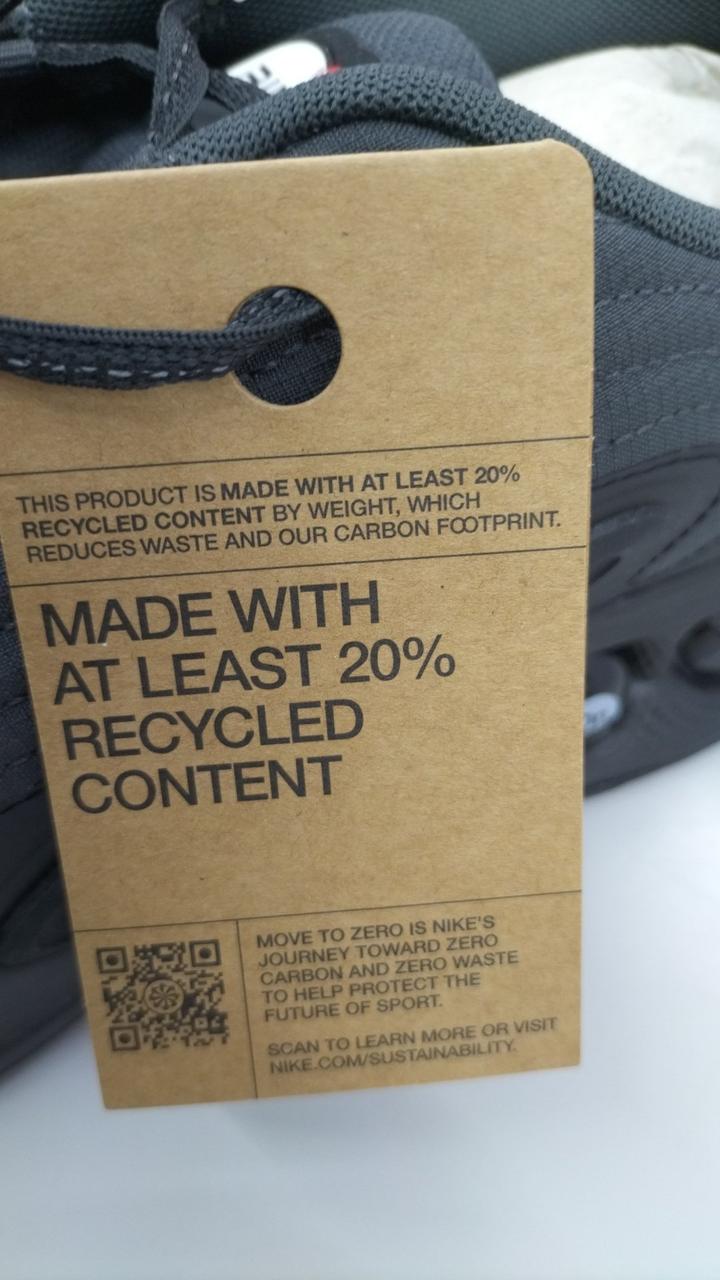 THIS PRODUCT IS MADE WITH AT LEAST 20%
RECYCLED CONTENT BY WEIGHT, WHICH
REDUCES WASTE AND OUR CARBON FOOTPRINT.
MADE WITH
AT LEAST 20%
RECYCLED
CONTENT
MOVE TO ZERO IS NIKE'S
JOURNEY TOWARD ZERO
CARBON AND ZERO WASTE
TO HELP PROTECT THE
FUTURE OF SPORT.
SCAN TO LEARN MORE OR VISIT
NIKE.COM/SUSTAINABILITY.